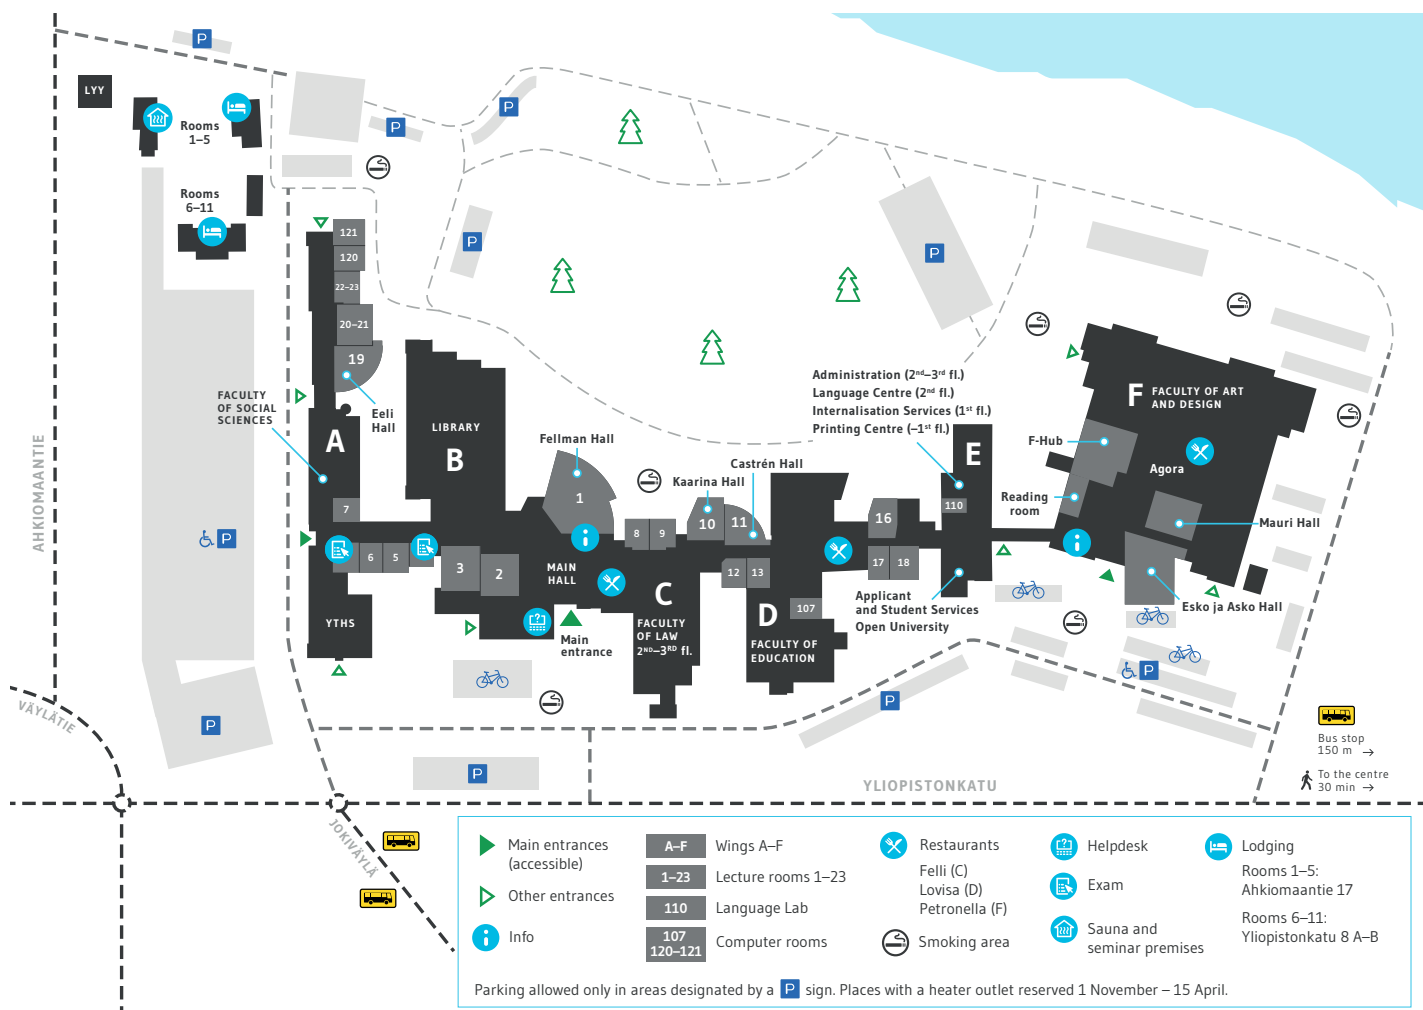 P
LYY
Rooms
1–5
P
P
Rooms
6–11
121
120
22–23
20–21
19
P
P
Eeli
Hall
FACULTY
OF SOCIAL
SCIENCES
A
LIBRARY
B
Fellman Hall
1
Kaarina Hall
Castrén Hall
10
11
Administration (2nd–3rd fl.)
Language Centre (2nd fl.)
Internalisation Services (1st fl.)
Printing Centre (–1st fl.)
E
F FACULTY OF ART
AND DESIGN
F-Hub
Agora
Reading
room
Mauri Hall
Esko ja Asko Hall
AHKIOMAANTIE
P
7
6
5
3
2
MAIN
HALL
8
9
12
13
16
17
18
110
C
FACULTY
OF LAW
2ND–3RD fl.
D
107
FACULTY OF
EDUCATION
Applicant
and Student Services
Open University
YTHS
Main
entrance
P
P
P
P
VÄYLÄTIE
JOKIVÄYLÄ
YLIOPISTONKATU
Bus stop
150 m →
To the centre
30 min →
Main entrances
(accessible)
Other entrances
i Info
A–F Wings A–F
1–23 Lecture rooms 1–23
110 Language Lab
107
120–121 Computer rooms
Restaurants
Felli (C)
Lovisa (D)
Petronella (F)
Smoking area
Helpdesk
Exam
Sauna and
seminar premises
Lodging
Rooms 1–5:
Ahkiomaantie 17
Rooms 6–11:
Yliopistonkatu 8 A–B
Parking allowed only in areas designated by a P sign. Places with a heater outlet reserved 1 November – 15 April.